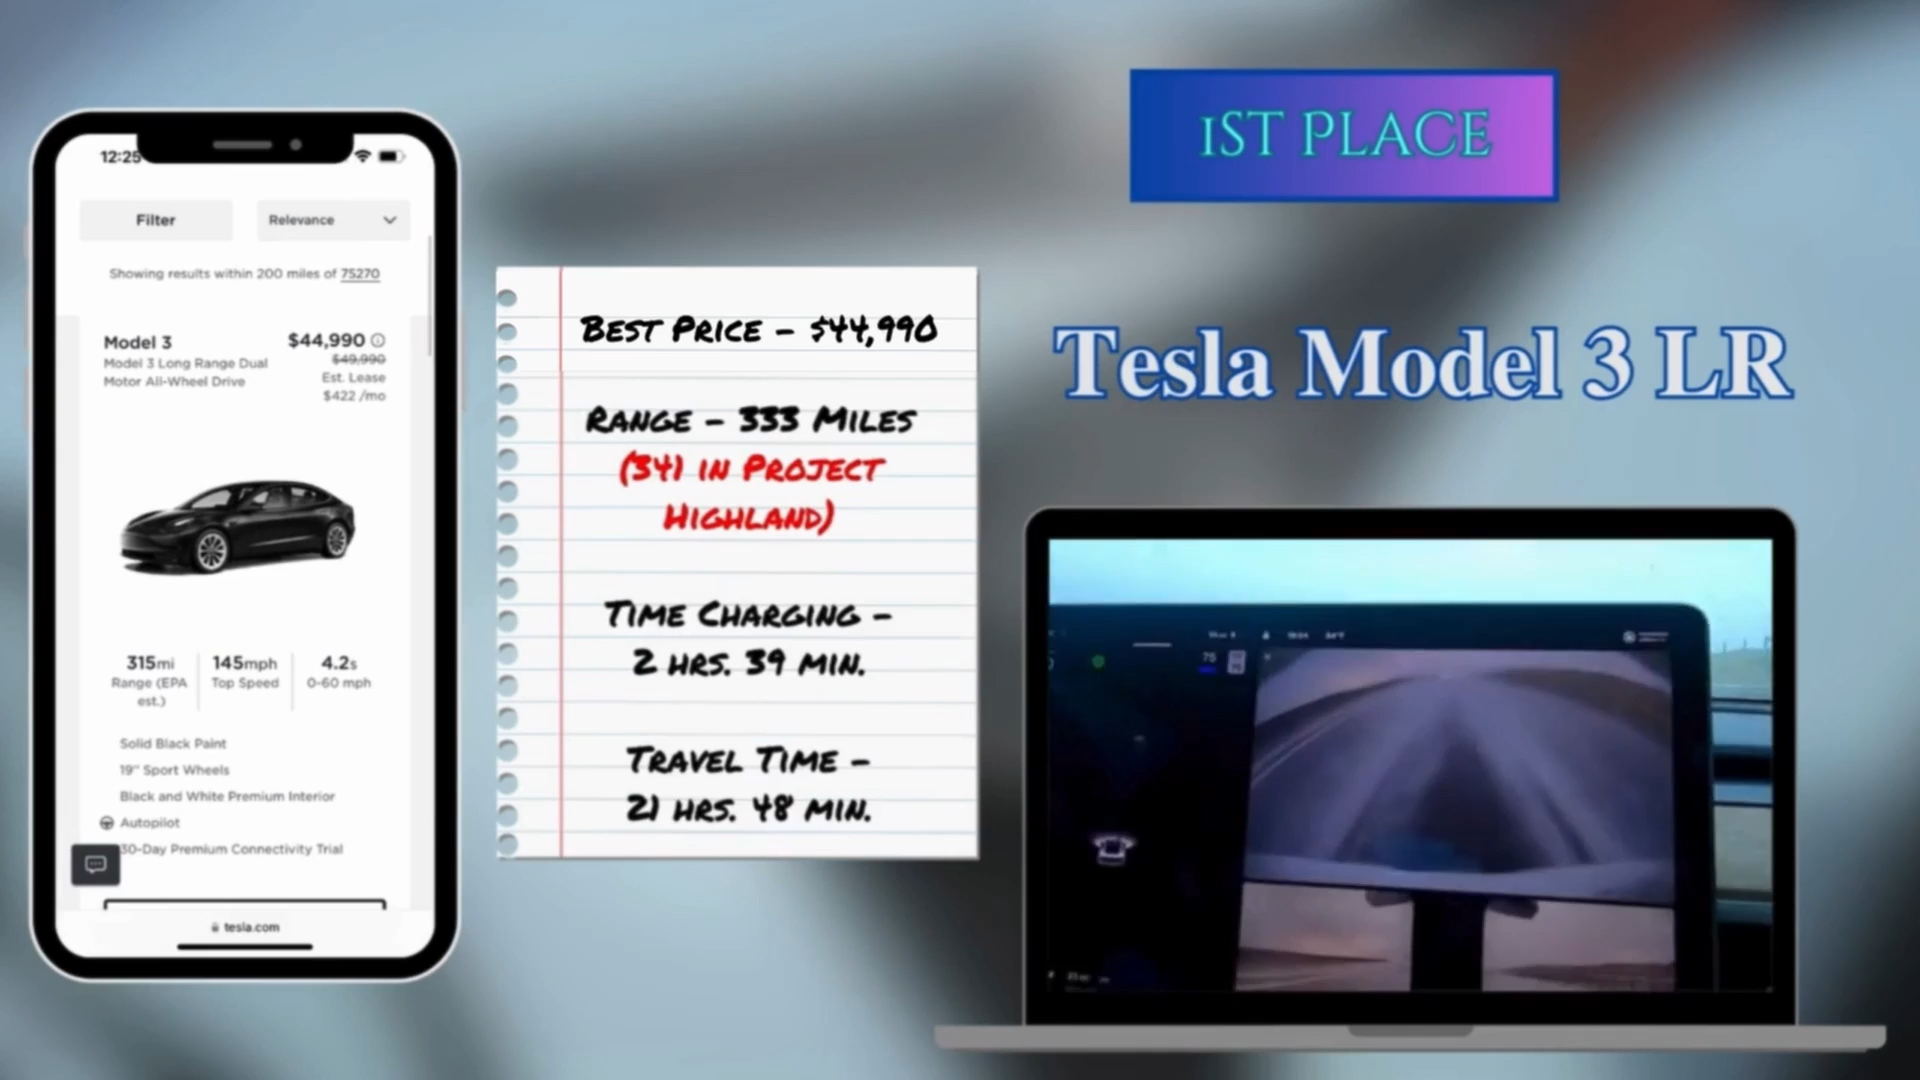 12:25
Filter
Relevance
Showing results within 200 miles of 75270
Model 3
$44,990
Model 3 Long Range Dual
$49,990
Motor All-Wheel Drive
Est. Lease
$422 /mo
315mi
145mph
4.2s
Range (EPA
Top Speed
0-60 mph
est.)
Solid Black Paint
19" Sport Wheels
Black and White Premium Interior
Autopilot
30-Day Premium Connectivity Trial
tesla.com
Best Price - $44,990
Range - 333 Miles
(341 in Project
Highland)
Time Charging -
2 hrs. 39 min.
Travel Time -
21 hrs. 48 min.
1ST PLACE
Tesla Model 3 LR
75